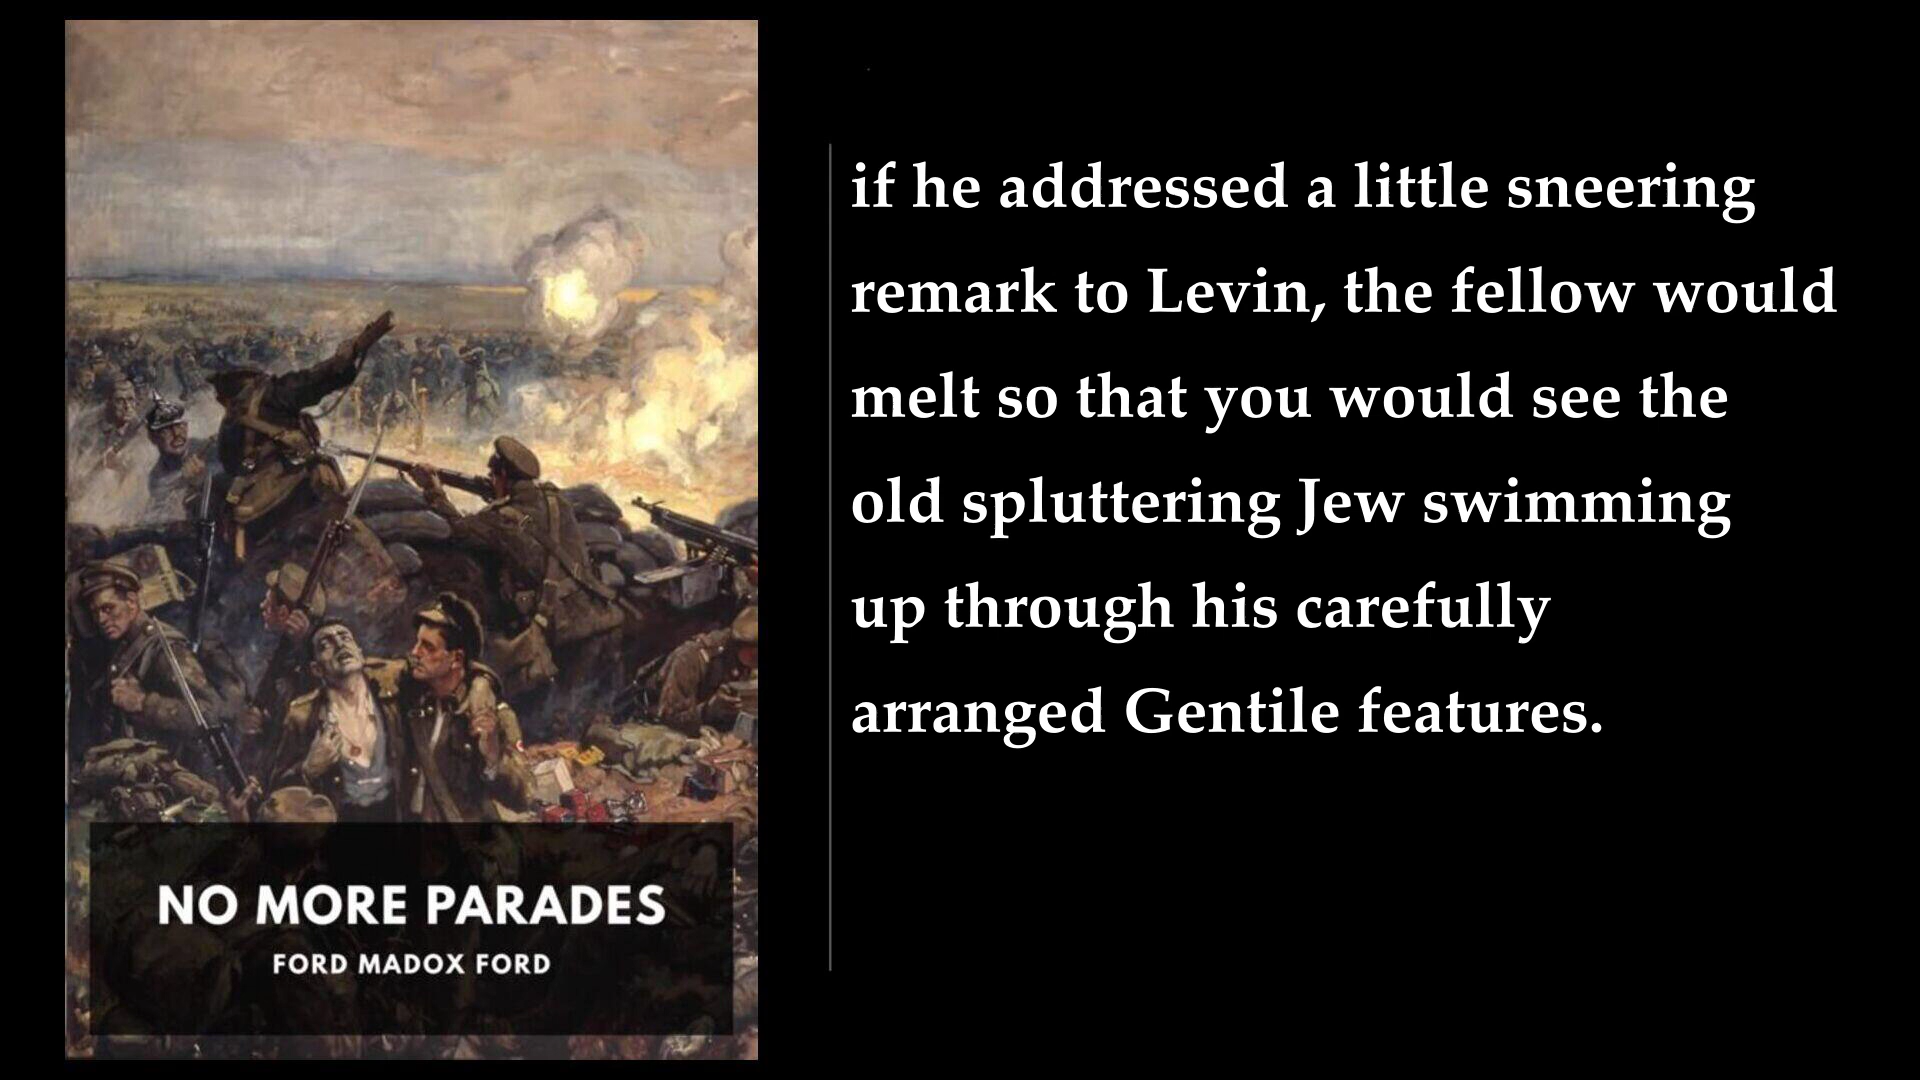 if he addressed a little sneering
remark to Levin, the fellow would
melt so that you would see the
old spluttering Jew swimming
up through his carefully
arranged Gentile features.
NO MORE PARADES
FORD MADOX FORD